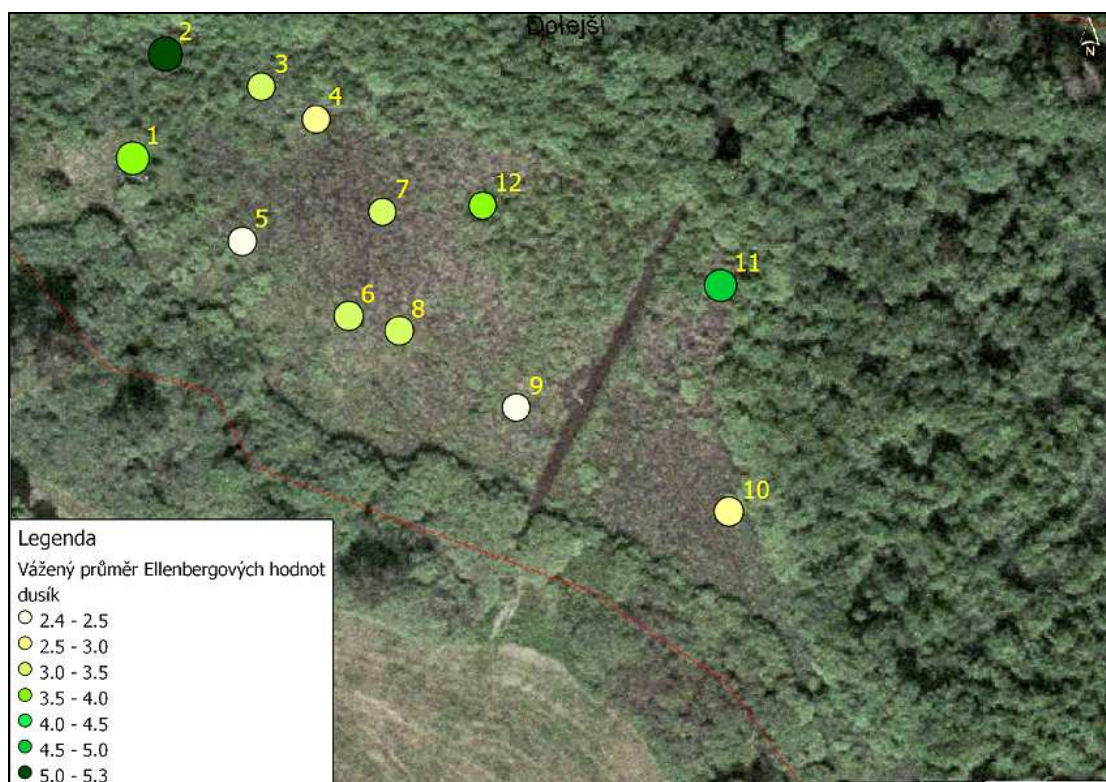 Dolejší
N
2
3
4
1
12
7
5
11
6
8
9
10
Legenda
Vážený průměr Ellenbergových hodnot
dusík
2.4 - 2.5
2.5 - 3.0
3.0 - 3.5
3.5 - 4.0
4.0 - 4.5
4.5 - 5.0
5.0 - 5.3